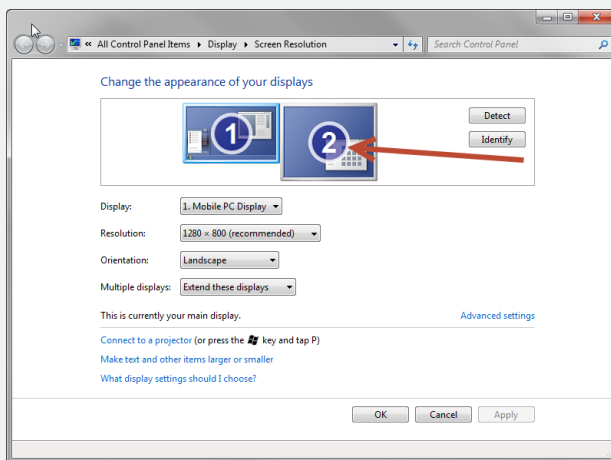 All Control Panel Items Display Screen Resolution Search Control Panel
Change the appearance of your displays
1 2
Detect
Identify
Display: 1. Mobile PC Display
Resolution: 1280 × 800 (recommended)
Orientation: Landscape
Multiple displays: Extend these displays
This is currently your main display. Advanced settings
Connect to a projector (or press the key and tap P)
Make text and other items larger or smaller
What display settings should I choose?
OK Cancel Apply